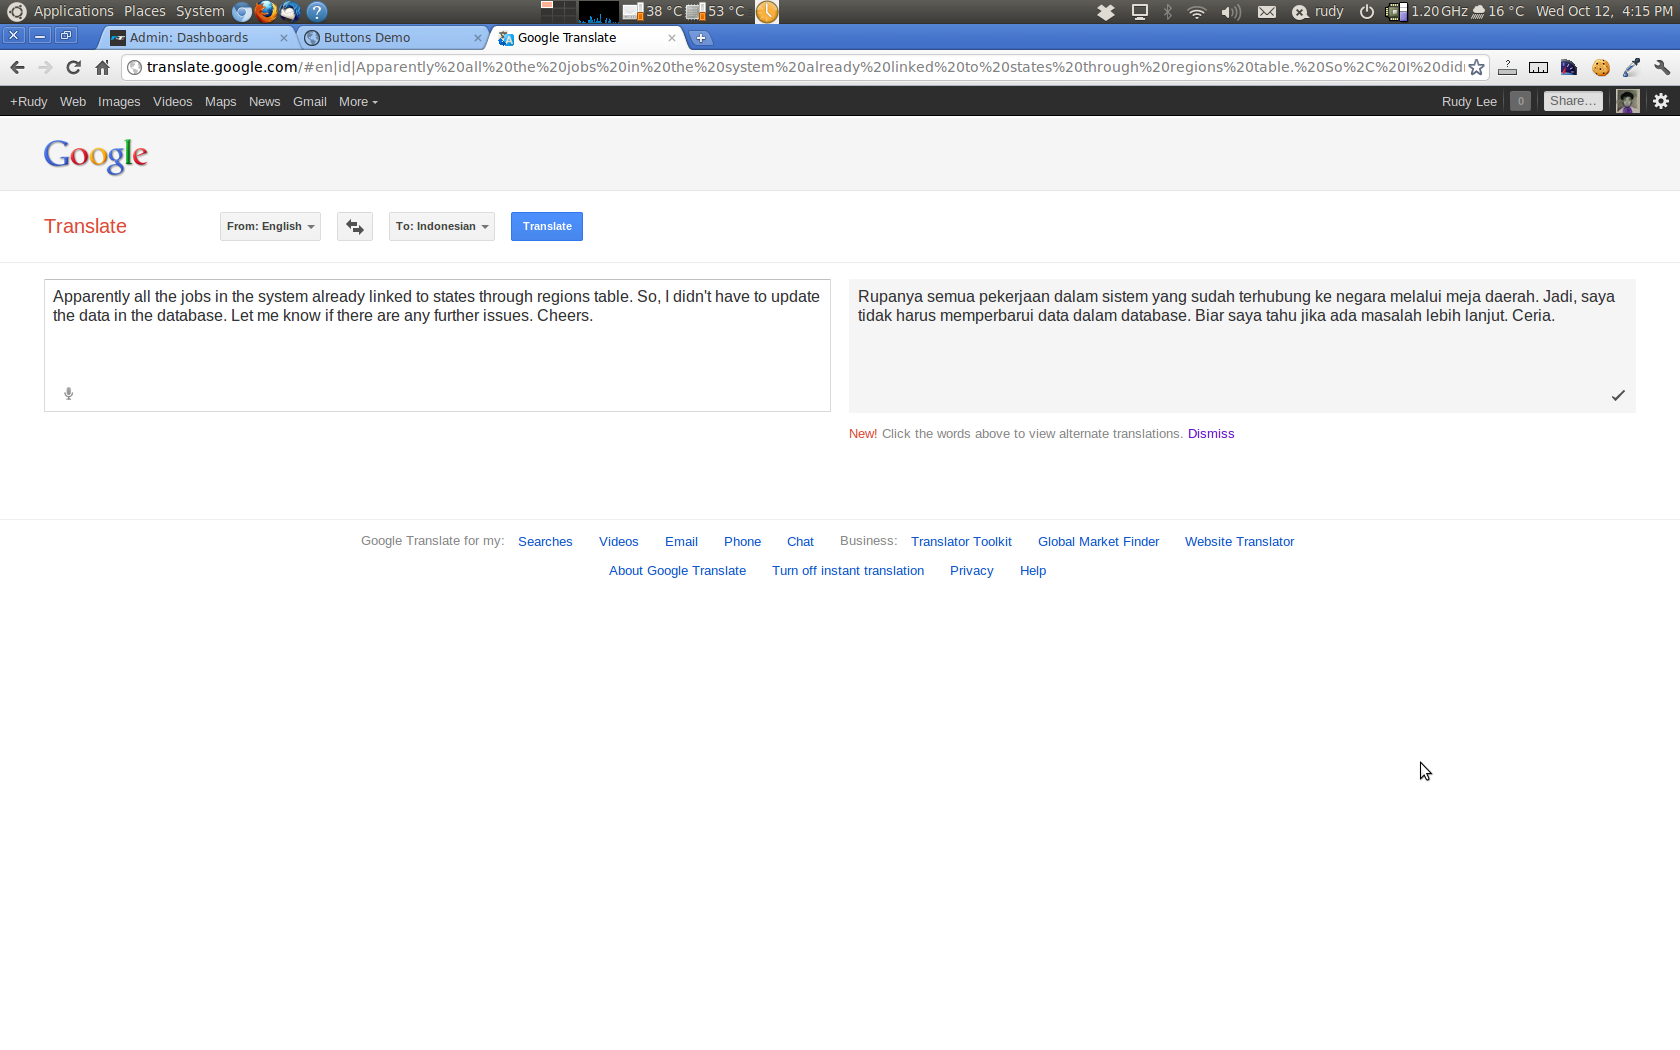 Applications Places System 38 °C 53 °C rudy 1.20 GHz 16 °C Wed Oct 12, 4:15 PM
Admin: Dashboards Buttons Demo Google Translate
translate.google.com/#en|id|Apparently%20all%20the%20jobs%20in%20the%20system%20already%20linked%20to%20states%20through%20regions%20table.%20So%2C%20I%20didn
+Rudy Web Images Videos Maps News Gmail More Rudy Lee 0 Share...
Google
Translate From: English To: Indonesian Translate
Apparently all the jobs in the system already linked to states through regions table. So, I didn't have to update
the data in the database. Let me know if there are any further issues. Cheers.
Rupanya semua pekerjaan dalam sistem yang sudah terhubung ke negara melalui meja daerah. Jadi, saya
tidak harus memperbarui data dalam database. Biar saya tahu jika ada masalah lebih lanjut. Ceria.
New! Click the words above to view alternate translations. Dismiss
Google Translate for my: Searches Videos Email Phone Chat Business: Translator Toolkit Global Market Finder Website Translator
About Google Translate Turn off instant translation Privacy Help